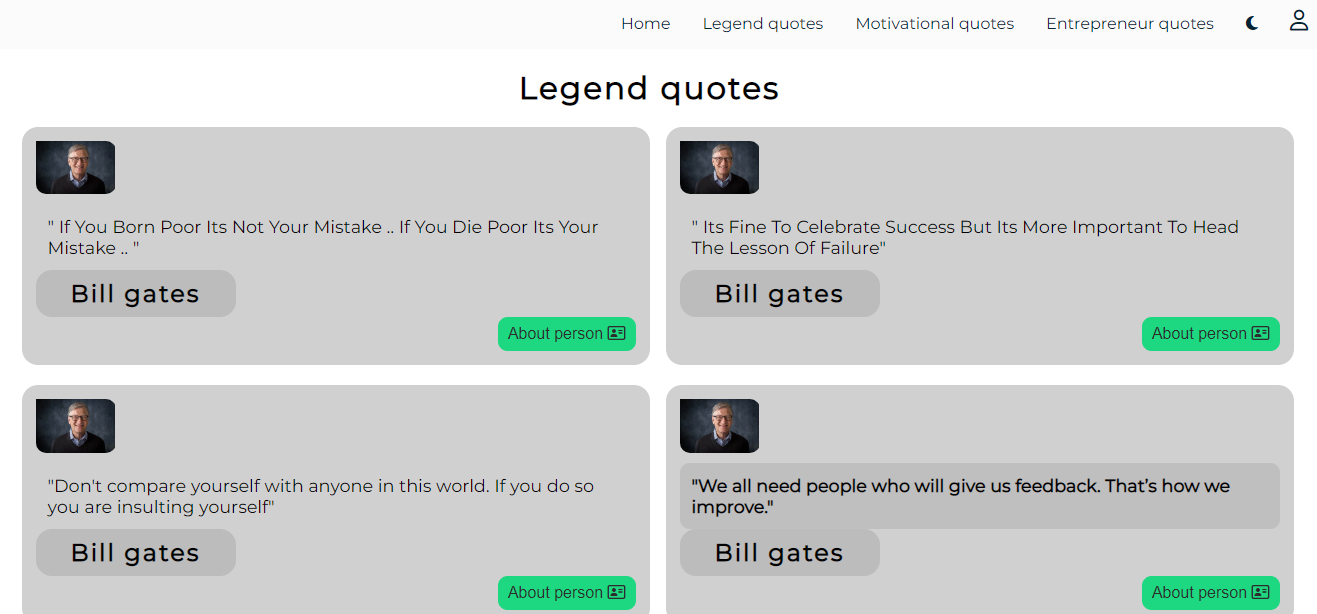 Home Legend quotes Motivational quotes Entrepreneur quotes
Legend quotes
" If You Born Poor Its Not Your Mistake .. If You Die Poor Its Your
Mistake .. "
Bill gates
About person
" Its Fine To Celebrate Success But Its More Important To Head
The Lesson Of Failure"
Bill gates
About person
"Don't compare yourself with anyone in this world. If you do so
you are insulting yourself"
Bill gates
About person
"We all need people who will give us feedback. That’s how we
improve."
Bill gates
About person